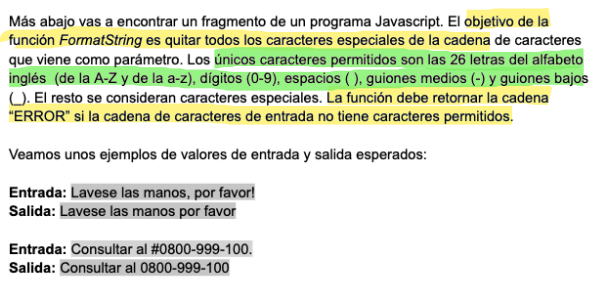 Más abajo vas a encontrar un fragmento de un programa Javascript. El objetivo de la
función FormatString es quitar todos los caracteres especiales de la cadena de caracteres
que viene como parámetro. Los únicos caracteres permitidos son las 26 letras del alfabeto
inglés (de la A-Z y de la a-z), dígitos (0-9), espacios ( ), guiones medios (-) y guiones bajos
(_). El resto se consideran caracteres especiales. La función debe retornar la cadena
“ERROR” si la cadena de caracteres de entrada no tiene caracteres permitidos.
Veamos unos ejemplos de valores de entrada y salida esperados:
Entrada: Lavese las manos, por favor!
Salida: Lavese las manos por favor
Entrada: Consultar al #0800-999-100.
Salida: Consultar al 0800-999-100